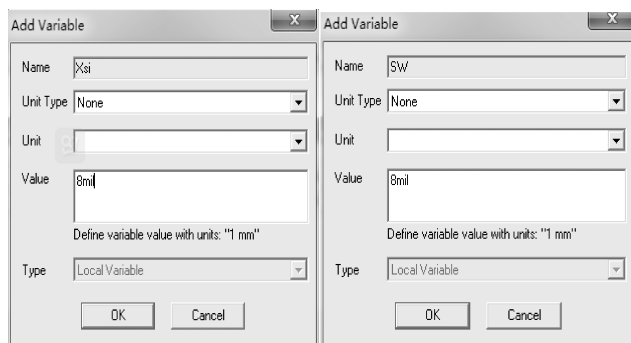 Add Variable
Name Xsi
Unit Type None
Unit
Value 8mil
Define variable value with units: "1 mm"
Type Local Variable
OK Cancel
Add Variable
Name SW
Unit Type None
Unit
Value 8mil
Define variable value with units: "1 mm"
Type Local Variable
OK Cancel